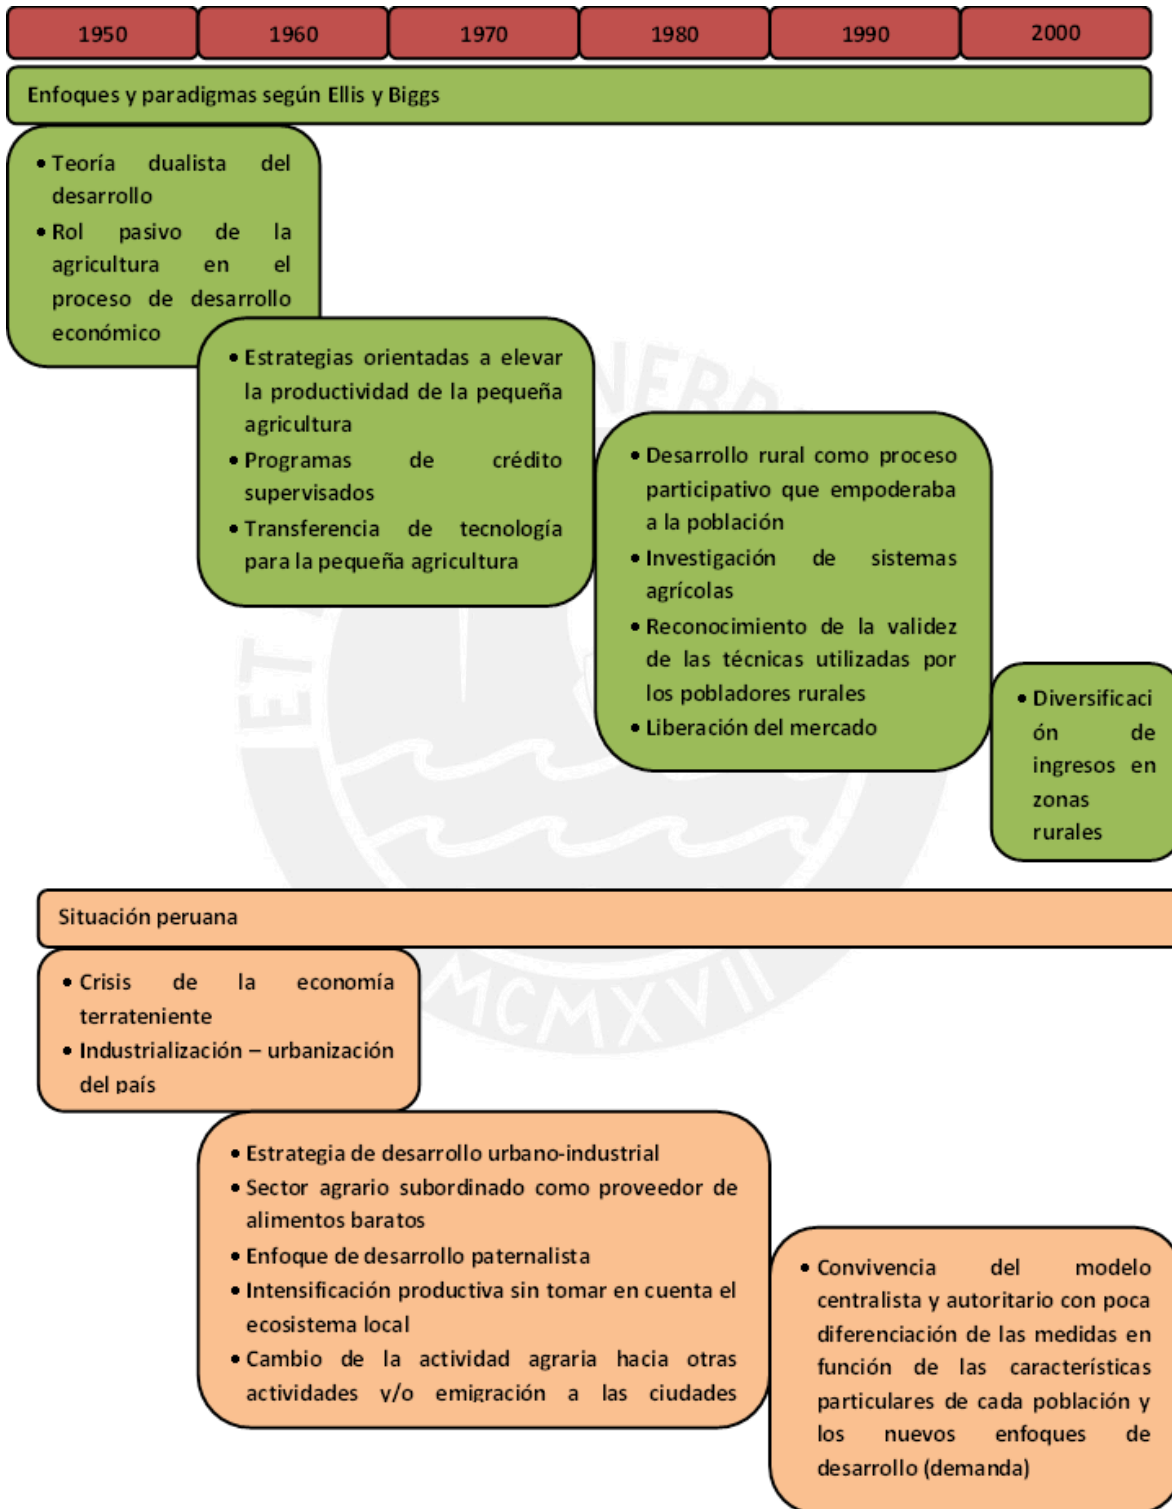 1950 1960 1970 1980 1990 2000
Enfoques y paradigmas según Ellis y Biggs
• Teoría dualista del
desarrollo
• Rol pasivo de la
agricultura en el
proceso de desarrollo
económico
• Estrategias orientadas a elevar
la productividad de la pequeña
agricultura
• Programas de crédito
supervisados
• Transferencia de tecnología
para la pequeña agricultura
• Desarrollo rural como proceso
participativo que empoderaba
a la población
• Investigación de sistemas
agrícolas
• Reconocimiento de la validez
de las técnicas utilizadas por
los pobladores rurales
• Liberación del mercado
• Diversificaci
ón de
ingresos en
zonas
rurales
Situación peruana
• Crisis de la economía
terrateniente
• Industrialización – urbanización
del país
• Estrategia de desarrollo urbano-industrial
• Sector agrario subordinado como proveedor de
alimentos baratos
• Enfoque de desarrollo paternalista
• Intensificación productiva sin tomar en cuenta el
ecosistema local
• Cambio de la actividad agraria hacia otras
actividades y/o emigración a las ciudades
• Convivencia del modelo
centralista y autoritario con poca
diferenciación de las medidas en
función de las características
particulares de cada población y
los nuevos enfoques de
desarrollo (demanda)
ET
MCMXVII